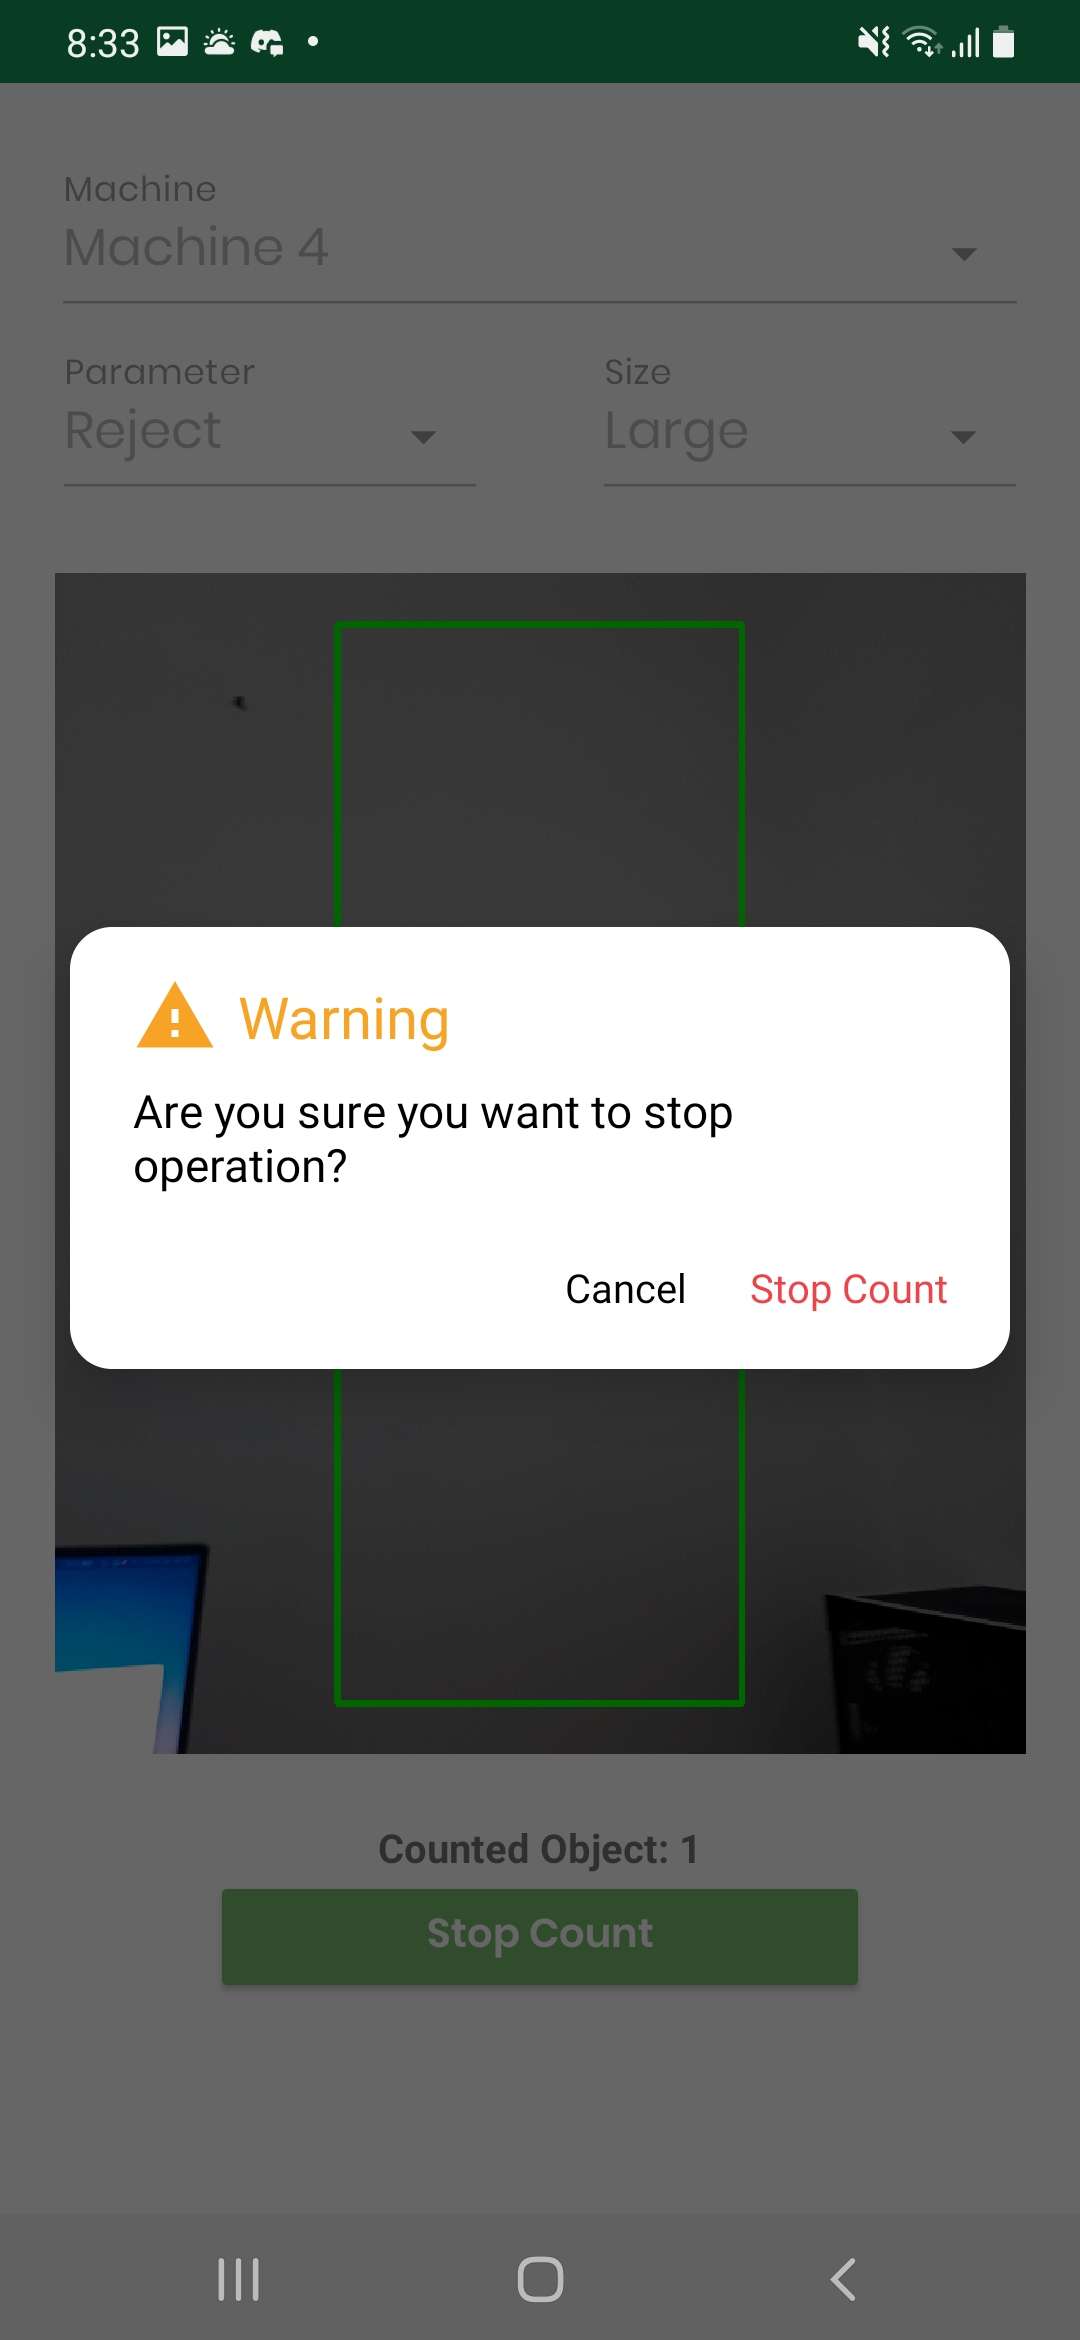 8:33
Machine
Machine 4
Parameter
Size
Reject
Large
Warning
Are you sure you want to stop
operation?
Cancel
Stop Count
Counted Object: 1
Stop Count